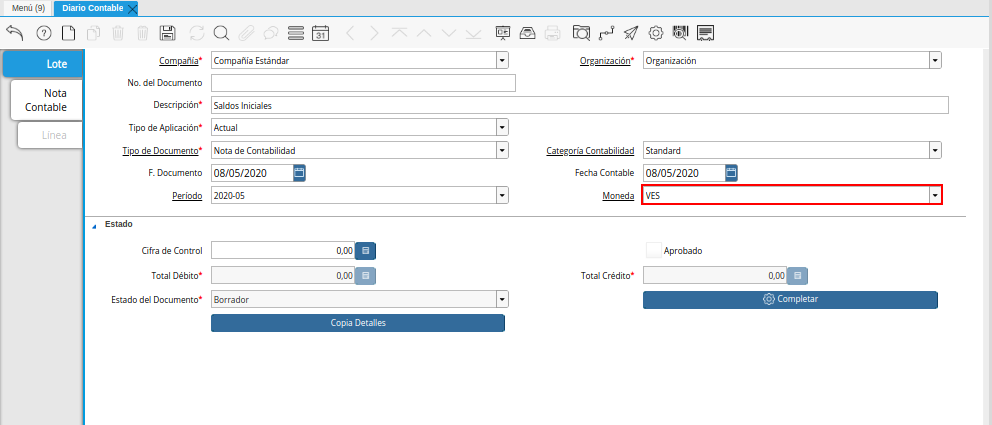 Menú (9) Diario Contable
31
Lote
Nota
Contable
Línea
Compañía* Compañía Estándar Organización* Organización
No. del Documento
Descripción* Saldos Iniciales
Tipo de Aplicación* Actual
Tipo de Documento* Nota de Contabilidad Categoría Contabilidad Standard
F. Documento 08/05/2020 Fecha Contable 08/05/2020
Período 2020-05 Moneda VES
Estado
Cifra de Control 0,00 Aprobado
Total Débito* 0,00 Total Crédito* 0,00
Estado del Documento* Borrador Completar
Copia Detalles